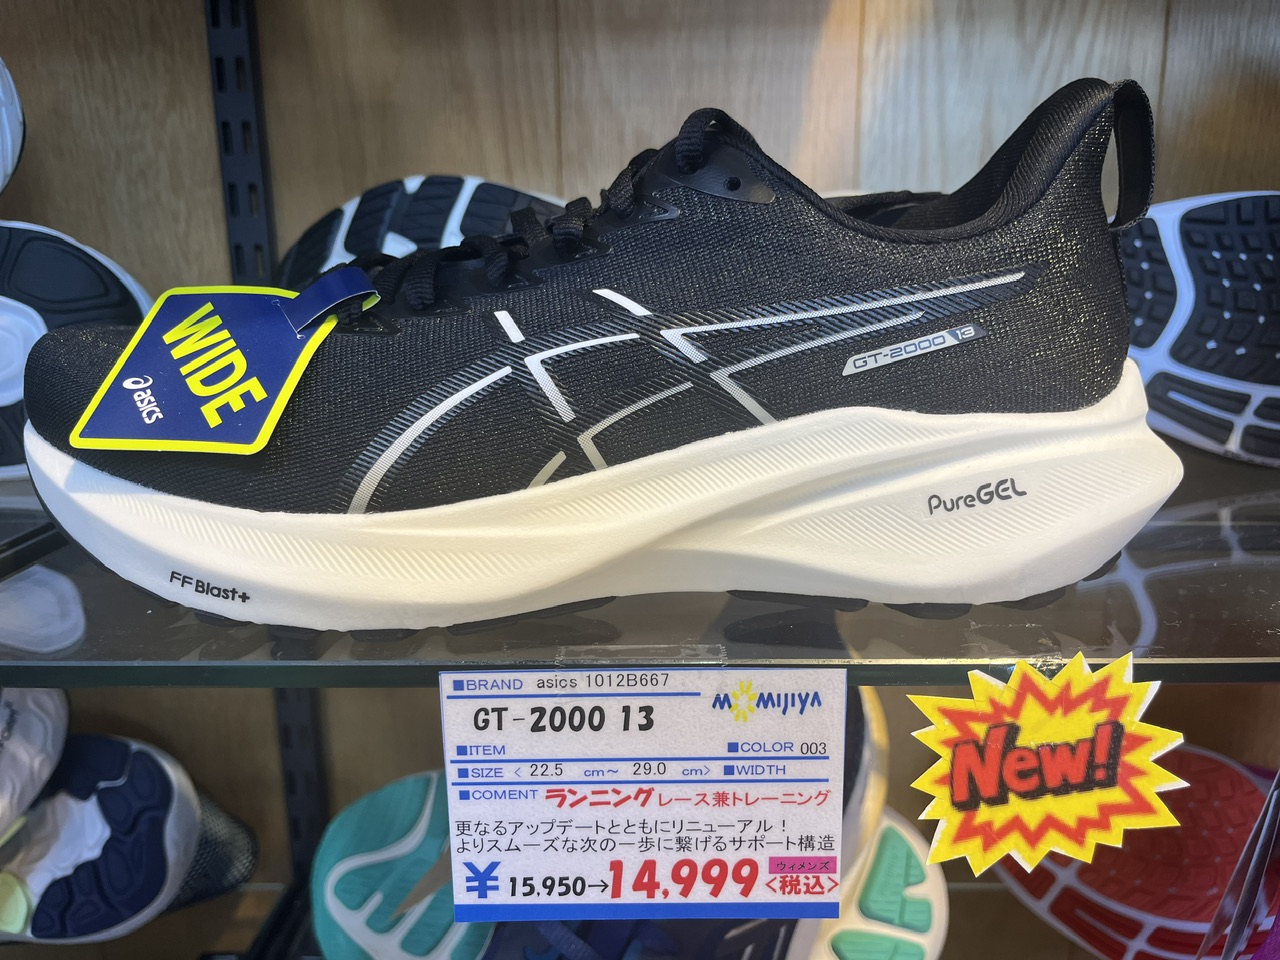 WIDE
asics
GT-2000 13
PureGEL
FF Blast+
■BRAND asics 1012B667
MOMIJIYA
GT-2000 13
■ITEM
■COLOR 003
■SIZE < 22.5 cm~ 29.0 cm> ■WIDTH
■COMENT ランニング レース兼トレーニング
更なるアップデートとともにリニューアル!
よりスムーズな次の一歩に繋げるサポート構造
¥ 15,950→14,999 ウィメンズ <税込>
New!